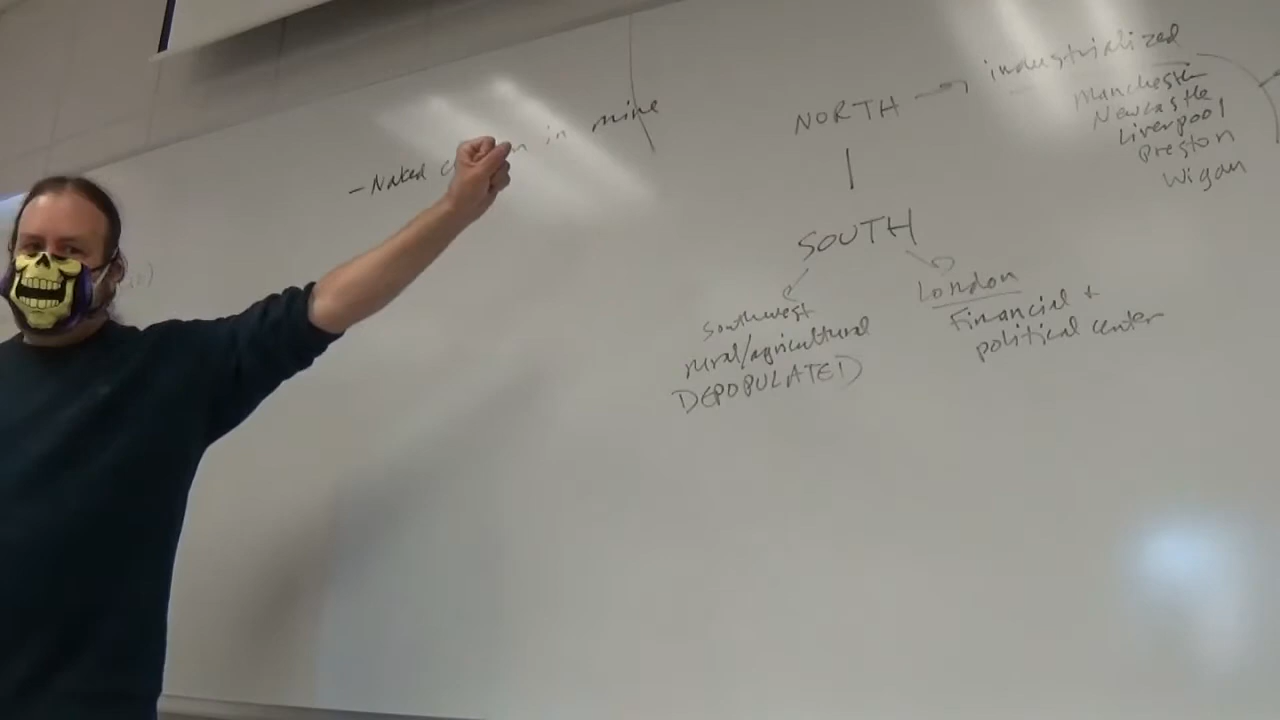 - Naked in mine
NORTH → industrialized
Manchester
Newcastle
Liverpool
Preston
Wigan
SOUTH
Southwest
rural/agricultural
DEPOPULATED
London
Financial +
political center